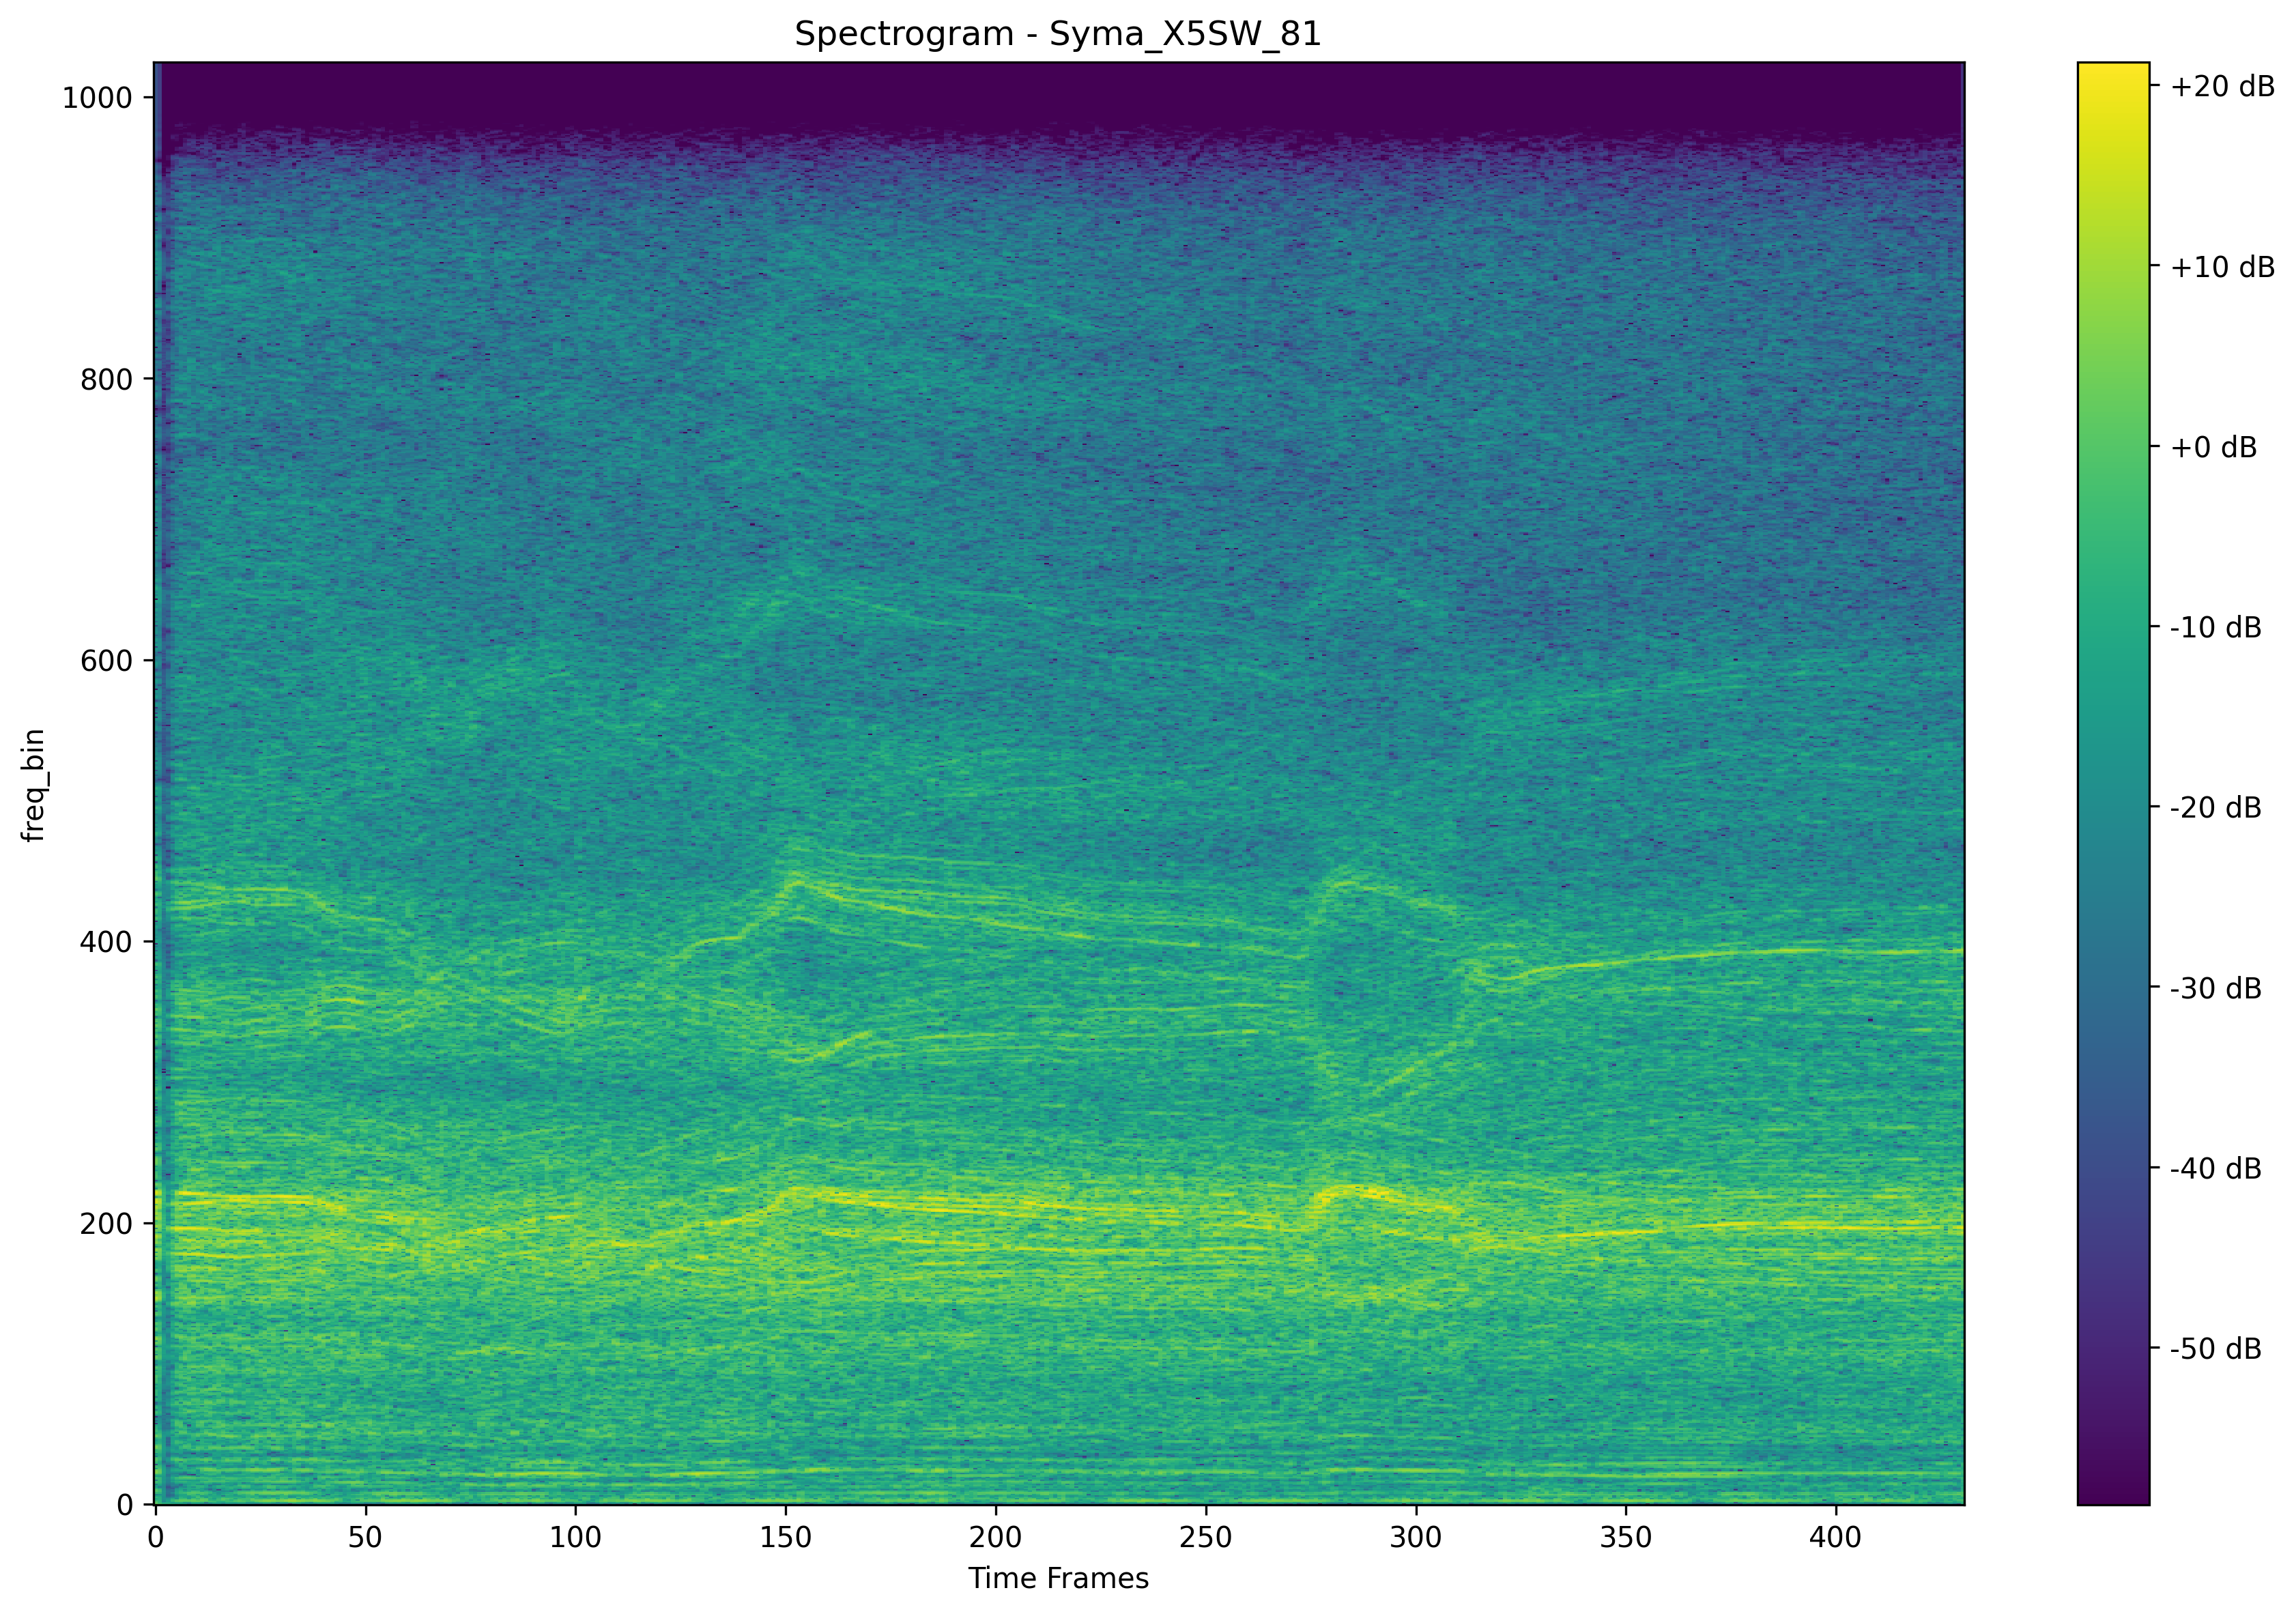 Spectrogram - Syma_X5SW_81
1000
800
600
400
200
0
freq_bin
0 50 100 150 200 250 300 350 400
Time Frames
+20 dB
+10 dB
+0 dB
-10 dB
-20 dB
-30 dB
-40 dB
-50 dB